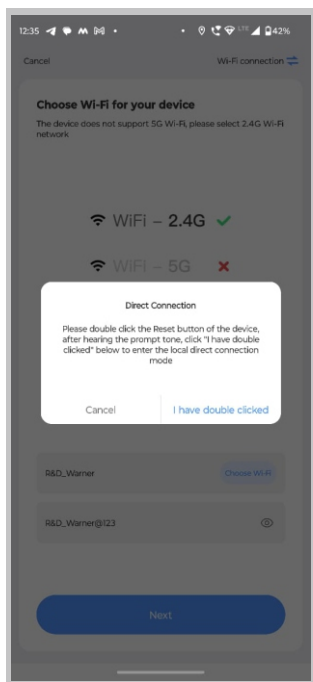 12:35
42%
Cancel
Wi-Fi connection
Choose Wi-Fi for your device
The device does not support 5G Wi-Fi, please select 2.4G Wi-Fi
network
WiFi – 2.4G
WiFi – 5G
Direct Connection
Please double click the Reset button of the device,
after hearing the prompt tone, click "I have double
clicked" below to enter the local direct connection
mode
Cancel
I have double clicked
R&D_Warner
Choose Wi-Fi
R&D_Warner@123
Next